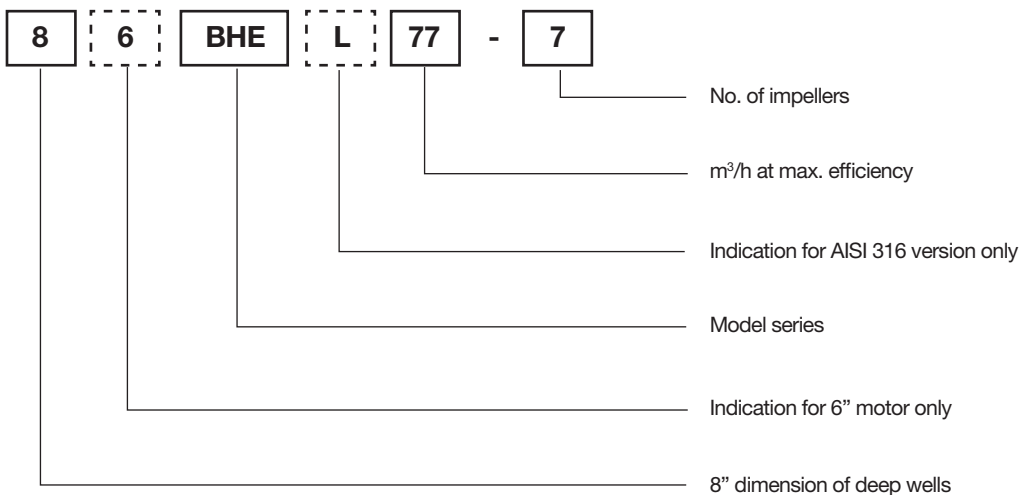 8 6 BHE L 77 - 7
No. of impellers
m³/h at max. efficiency
Indication for AISI 316 version only
Model series
Indication for 6” motor only
8” dimension of deep wells